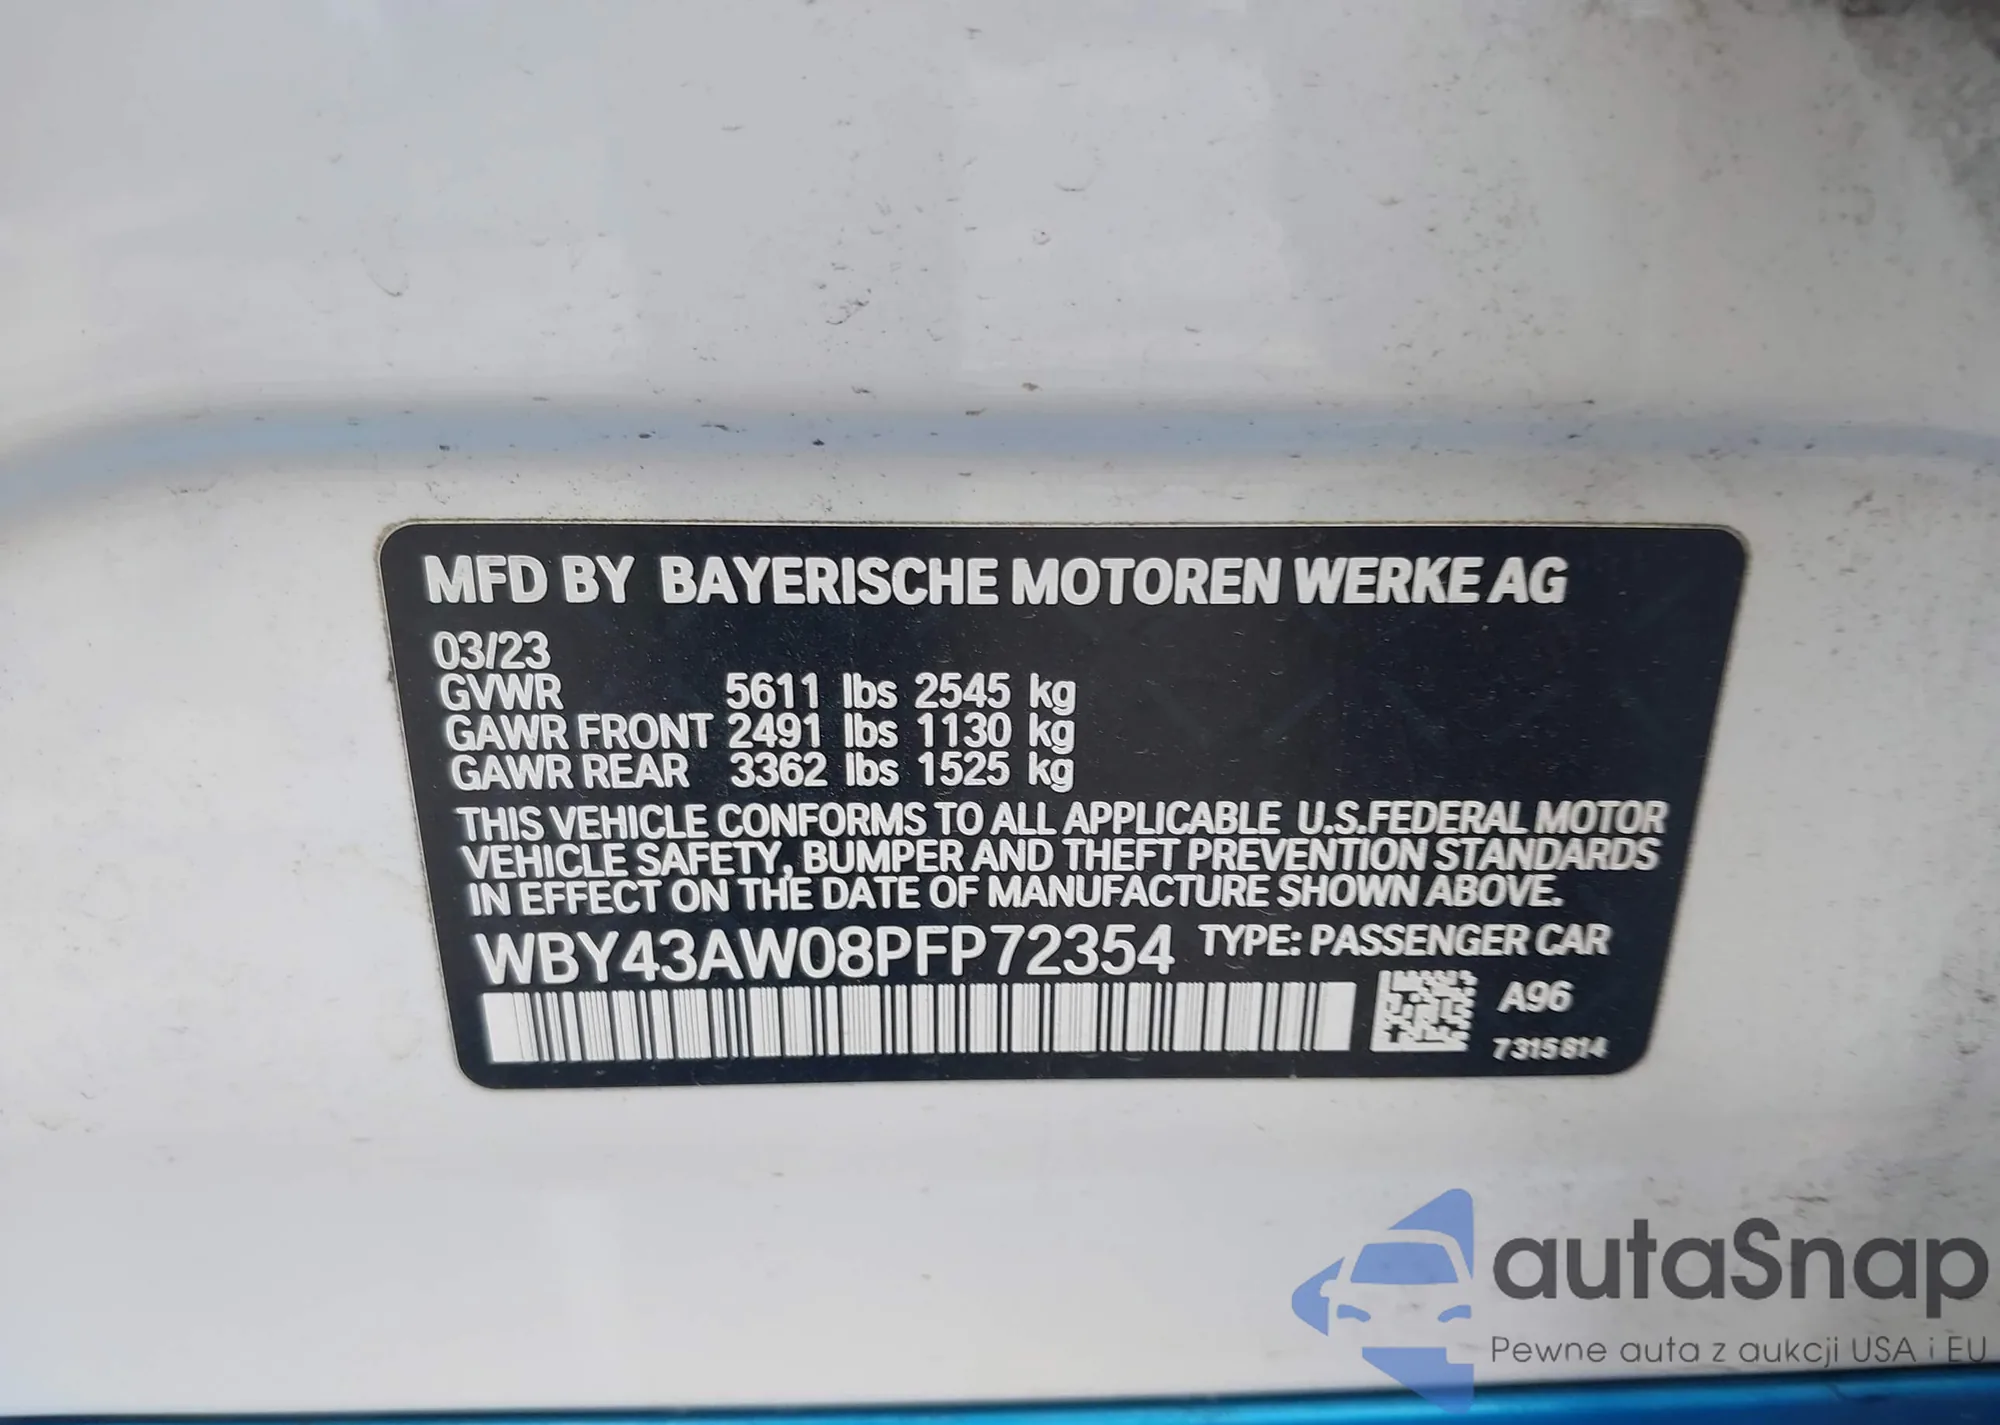 MFD BY BAYERISCHE MOTOREN WERKE AG
03/23
GVWR 5611 lbs 2545 kg
GAWR FRONT 2491 lbs 1130 kg
GAWR REAR 3362 lbs 1525 kg
THIS VEHICLE CONFORMS TO ALL APPLICABLE U.S.FEDERAL MOTOR
VEHICLE SAFETY, BUMPER AND THEFT PREVENTION STANDARDS
IN EFFECT ON THE DATE OF MANUFACTURE SHOWN ABOVE.
WBY43AW08PFP72354 TYPE: PASSENGER CAR
A96
7315814
autaSnap
Pewne auta z aukcji USA i EU